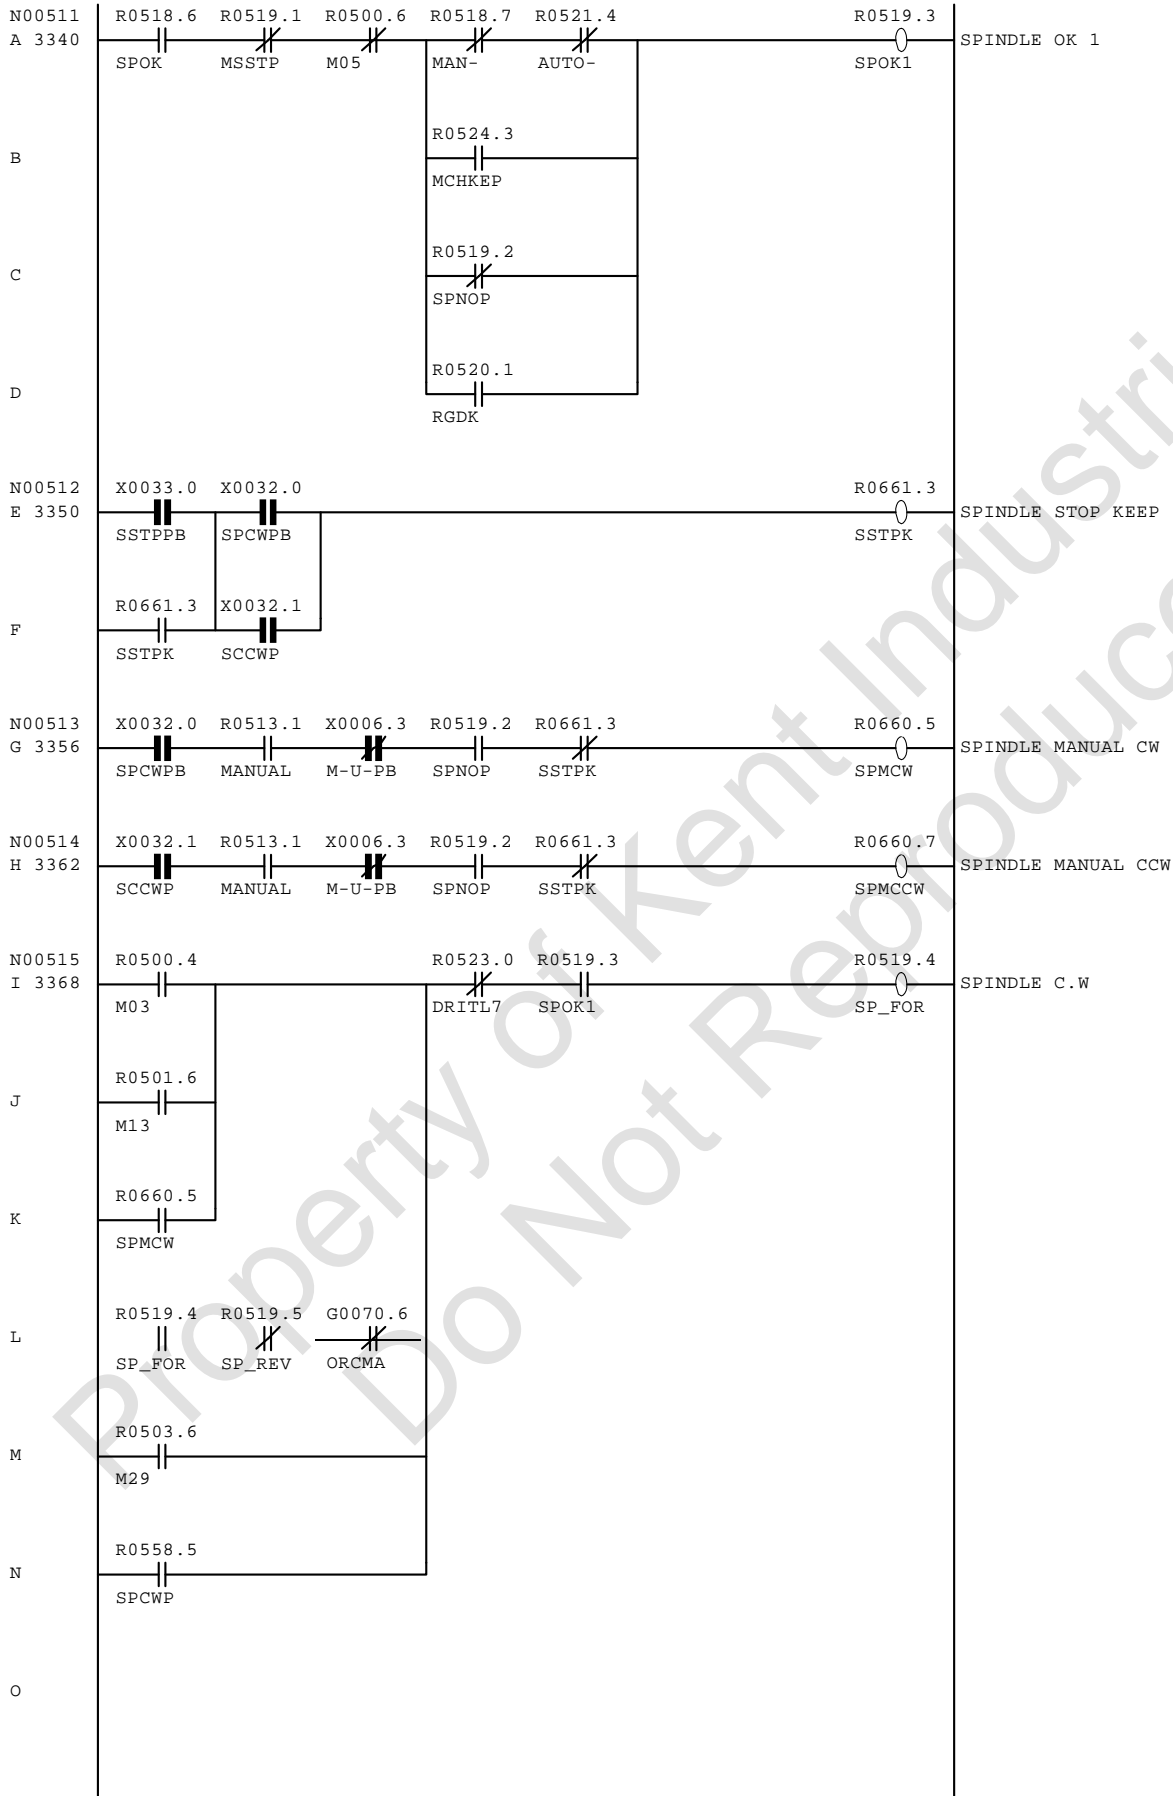 N00511 R0518.6 R0519.1 R0500.6 R0518.7 R0521.4 R0519.3
A 3340 SPINDLE OK 1
SPOK MSSTP M05 MAN- AUTO- SPOK1
R0524.3
B
MCHKEP
R0519.2
C
SPNOP
R0520.1
D
RGDK
N00512 X0033.0 X0032.0 R0661.3
E 3350 SPINDLE STOP KEEP
SSTPPB SPCWPB SSTPK
R0661.3 X0032.1
F
SSTPK SCCWP
N00513 X0032.0 R0513.1 X0006.3 R0519.2 R0661.3 R0660.5
G 3356 SPINDLE MANUAL CW
SPCWPB MANUAL M-U-PB SPNOP SSTPK SPMCW
N00514 X0032.1 R0513.1 X0006.3 R0519.2 R0661.3 R0660.7
H 3362 SPINDLE MANUAL CCW
SCCWP MANUAL M-U-PB SPNOP SSTPK SPMCCW
N00515 R0500.4 R0523.0 R0519.3 R0519.4
I 3368 SPINDLE C.W
M03 DRITL7 SPOK1 SP_FOR
R0501.6
J
M13
R0660.5
K
SPMCW
R0519.4 R0519.5 G0070.6
L
SP_FOR SP_REV ORCMA
R0503.6
M
M29
R0558.5
N
SPCWP
O
Property of Kent Industri
Do Not Reproduc